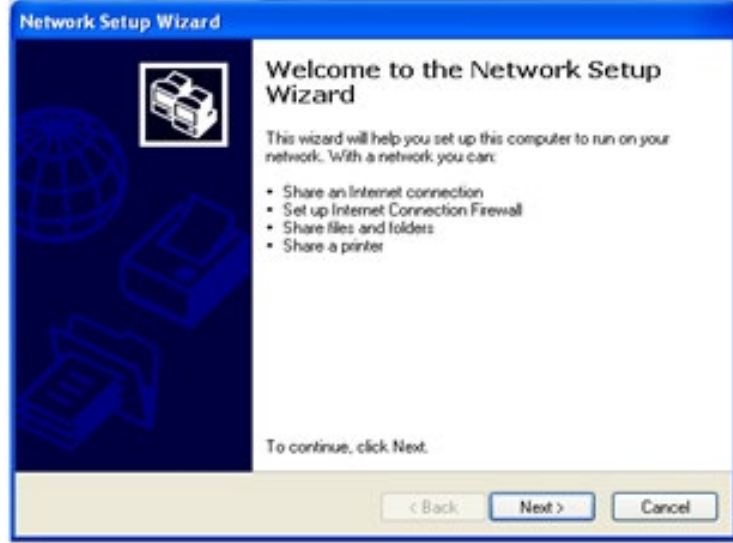 Network Setup Wizard
Welcome to the Network Setup
Wizard
This wizard will help you set up this computer to run on your
network. With a network you can:
• Share an Internet connection
• Set up Internet Connection Firewall
• Share files and folders
• Share a printer
To continue, click Next.
< Back Next > Cancel